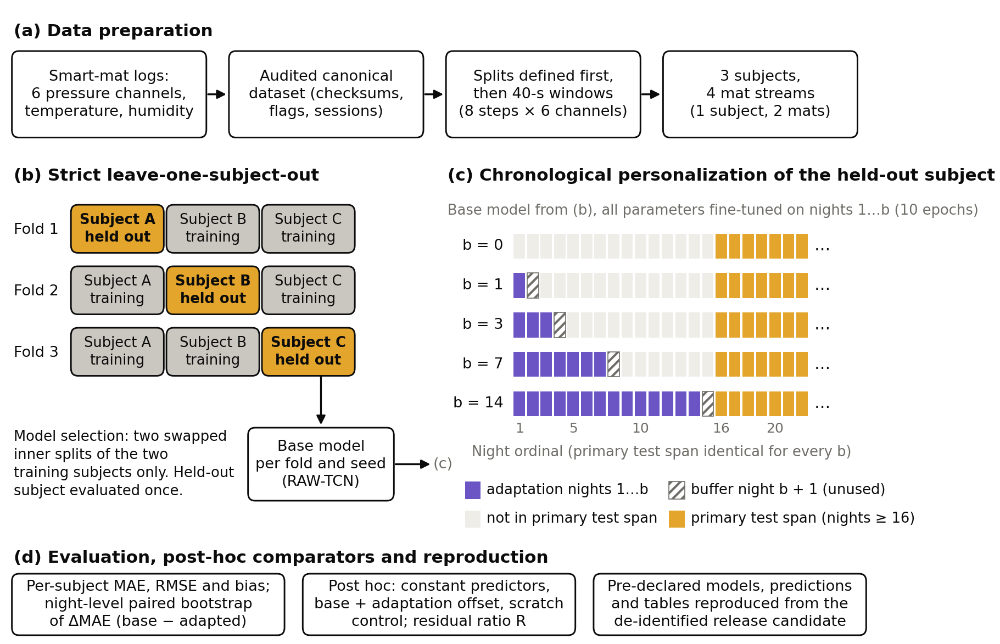 (a) Data preparation
Smart-mat logs:
6 pressure channels,
temperature, humidity
Audited canonical
dataset (checksums,
flags, sessions)
Splits defined first,
then 40-s windows
(8 steps × 6 channels)
3 subjects,
4 mat streams
(1 subject, 2 mats)
(b) Strict leave-one-subject-out
Fold 1
Subject A
held out
Subject B
training
Subject C
training
Fold 2
Subject A
training
Subject B
held out
Subject C
training
Fold 3
Subject A
training
Subject B
training
Subject C
held out
Model selection: two swapped
inner splits of the two
training subjects only. Held-out
subject evaluated once.
Base model
per fold and seed
(RAW-TCN)
(c)
(c) Chronological personalization of the held-out subject
Base model from (b), all parameters fine-tuned on nights 1…b (10 epochs)
b = 0 …
b = 1 …
b = 3 …
b = 7 …
b = 14 …
1 5 10 16 20
Night ordinal (primary test span identical for every b)
adaptation nights 1…b
buffer night b + 1 (unused)
not in primary test span
primary test span (nights ≥ 16)
(d) Evaluation, post-hoc comparators and reproduction
Per-subject MAE, RMSE and bias;
night-level paired bootstrap
of ΔMAE (base − adapted)
Post hoc: constant predictors,
base + adaptation offset, scratch
control; residual ratio R
Pre-declared models, predictions
and tables reproduced from the
de-identified release candidate